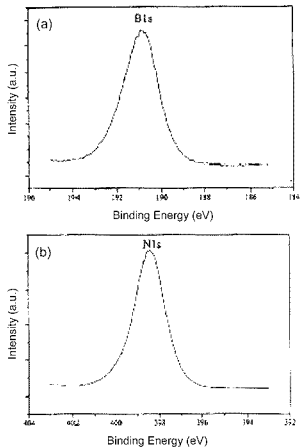 (a)
B1s
Intensity (a.u.)
196 194 192 190 188 186 184
Binding Energy (eV)
(b)
N1s
Intensity (a.u.)
404 402 400 398 396 394 392
Binding Energy (eV)